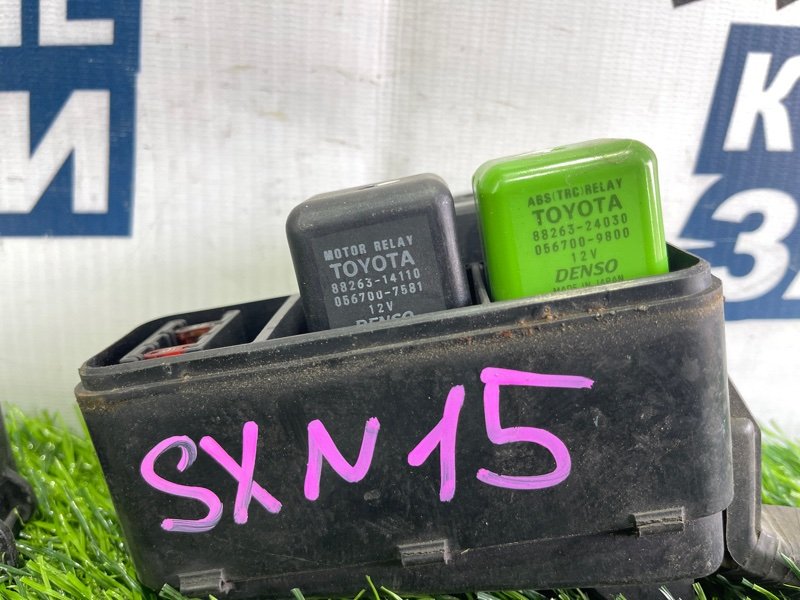 MOTOR RELAY
TOYOTA
88263-14110
056700-7581
12V
DENSO
ABS(TRC)RELAY
TOYOTA
88263-24030
056700-9800
12V
DENSO
MADE IN JAPAN
SXN15